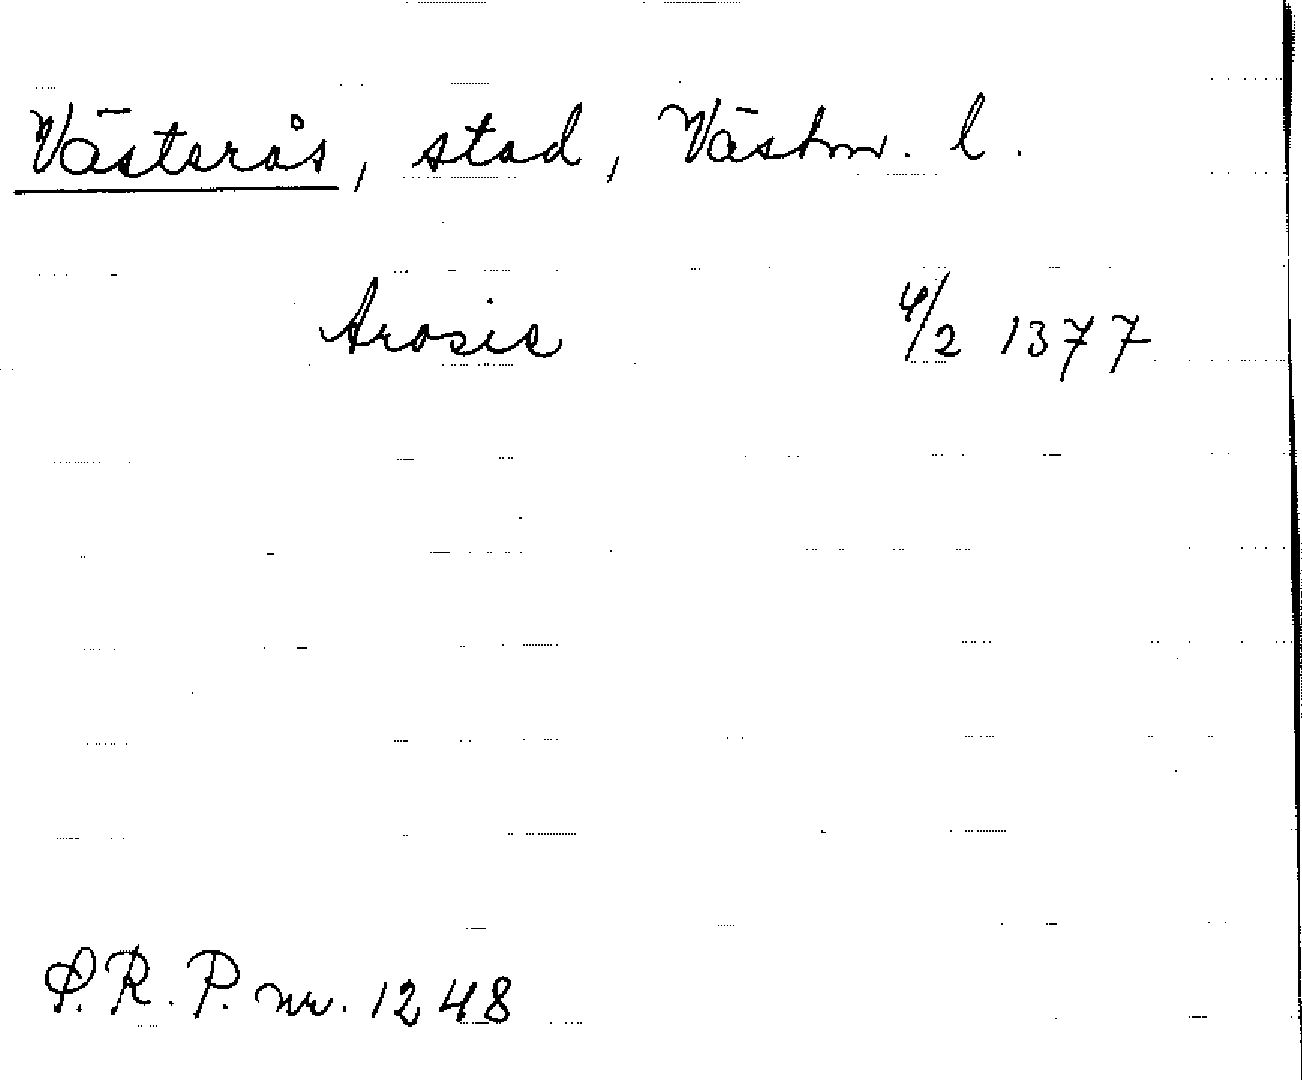 Västerås, stad, Västm. l.
Arosie 4/2 1377
S.R.P. nr. 1248